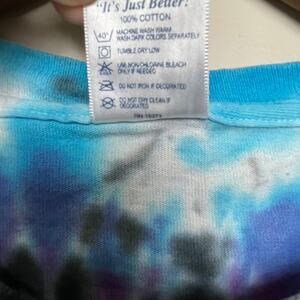 "It's Just Better!"
100% COTTON
40°
MACHINE WASH WARM
WASH DARK COLORS SEPARATELY
TUMBLE DRY LOW
USE NON-CHLORINE BLEACH
ONLY IF NEEDED
DO NOT IRON IF DECORATED
DO NOT DRY CLEAN IF
DECORATED